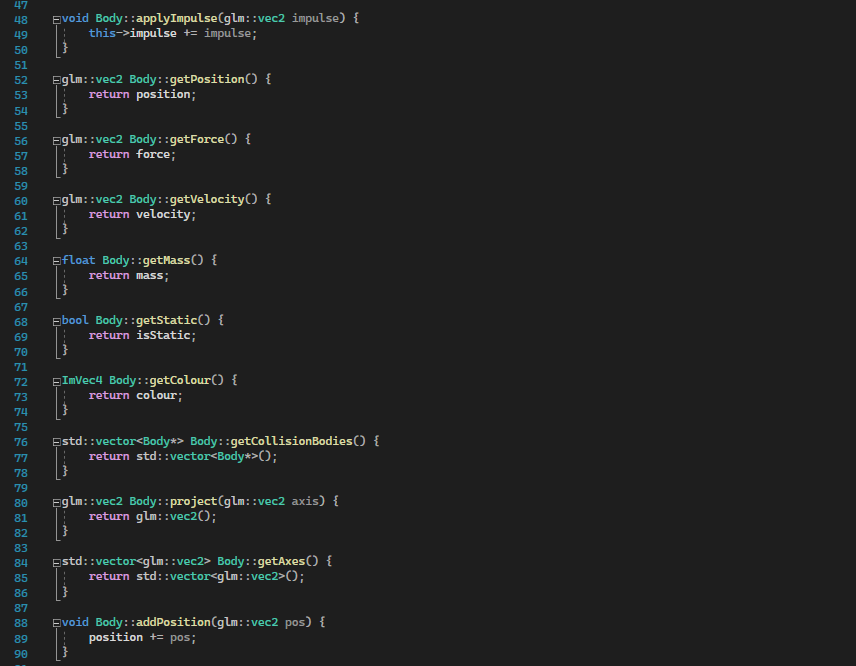 47
48 void Body::applyImpulse(glm::vec2 impulse) {
49 this->impulse += impulse;
50 }
51
52 glm::vec2 Body::getPosition() {
53 return position;
54 }
55
56 glm::vec2 Body::getForce() {
57 return force;
58 }
59
60 glm::vec2 Body::getVelocity() {
61 return velocity;
62 }
63
64 float Body::getMass() {
65 return mass;
66 }
67
68 bool Body::getStatic() {
69 return isStatic;
70 }
71
72 ImVec4 Body::getColour() {
73 return colour;
74 }
75
76 std::vector<Body*> Body::getCollisionBodies() {
77 return std::vector<Body*>();
78 }
79
80 glm::vec2 Body::project(glm::vec2 axis) {
81 return glm::vec2();
82 }
83
84 std::vector<glm::vec2> Body::getAxes() {
85 return std::vector<glm::vec2>();
86 }
87
88 void Body::addPosition(glm::vec2 pos) {
89 position += pos;
90 }